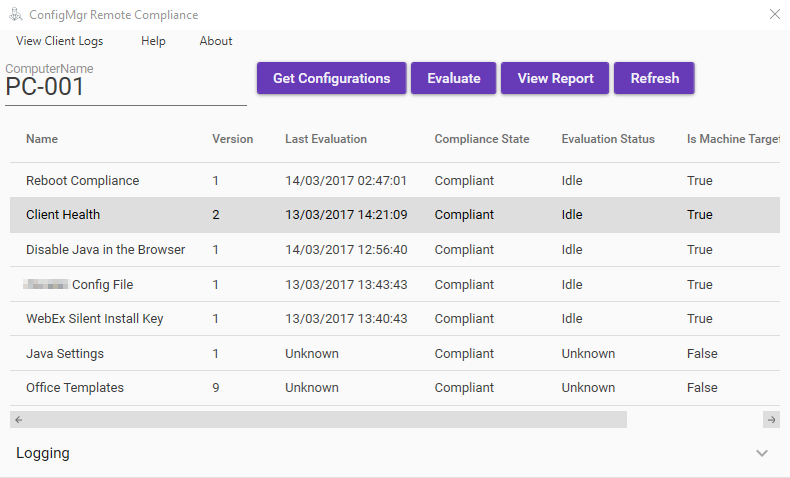 ConfigMgr Remote Compliance
View Client Logs Help About
ComputerName
PC-001
Get Configurations Evaluate View Report Refresh
Name Version Last Evaluation Compliance State Evaluation Status Is Machine Target
Reboot Compliance 1 14/03/2017 02:47:01 Compliant Idle True
Client Health 2 13/03/2017 14:21:09 Compliant Idle True
Disable Java in the Browser 1 14/03/2017 12:56:40 Compliant Idle True
Config File 1 13/03/2017 13:43:43 Compliant Idle True
WebEx Silent Install Key 1 13/03/2017 13:40:43 Compliant Idle True
Java Settings 1 Unknown Compliant Unknown False
Office Templates 9 Unknown Compliant Unknown False
Logging